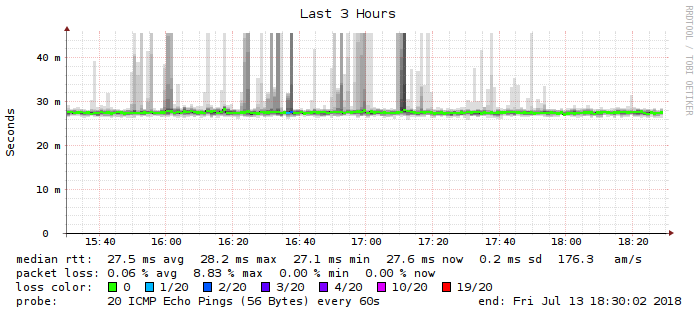 Last 3 Hours
RRDTOOL / TOBI OETIKER
Seconds
40 m
30 m
20 m
10 m
0
15:40 16:00 16:20 16:40 17:00 17:20 17:40 18:00 18:20
median rtt: 27.5 ms avg 28.2 ms max 27.1 ms min 27.6 ms now 0.2 ms sd 176.3 am/s
packet loss: 0.06 % avg 8.83 % max 0.00 % min 0.00 % now
loss color: 0 1/20 2/20 3/20 4/20 10/20 19/20
probe: 20 ICMP Echo Pings (56 Bytes) every 60s end: Fri Jul 13 18:30:02 2018